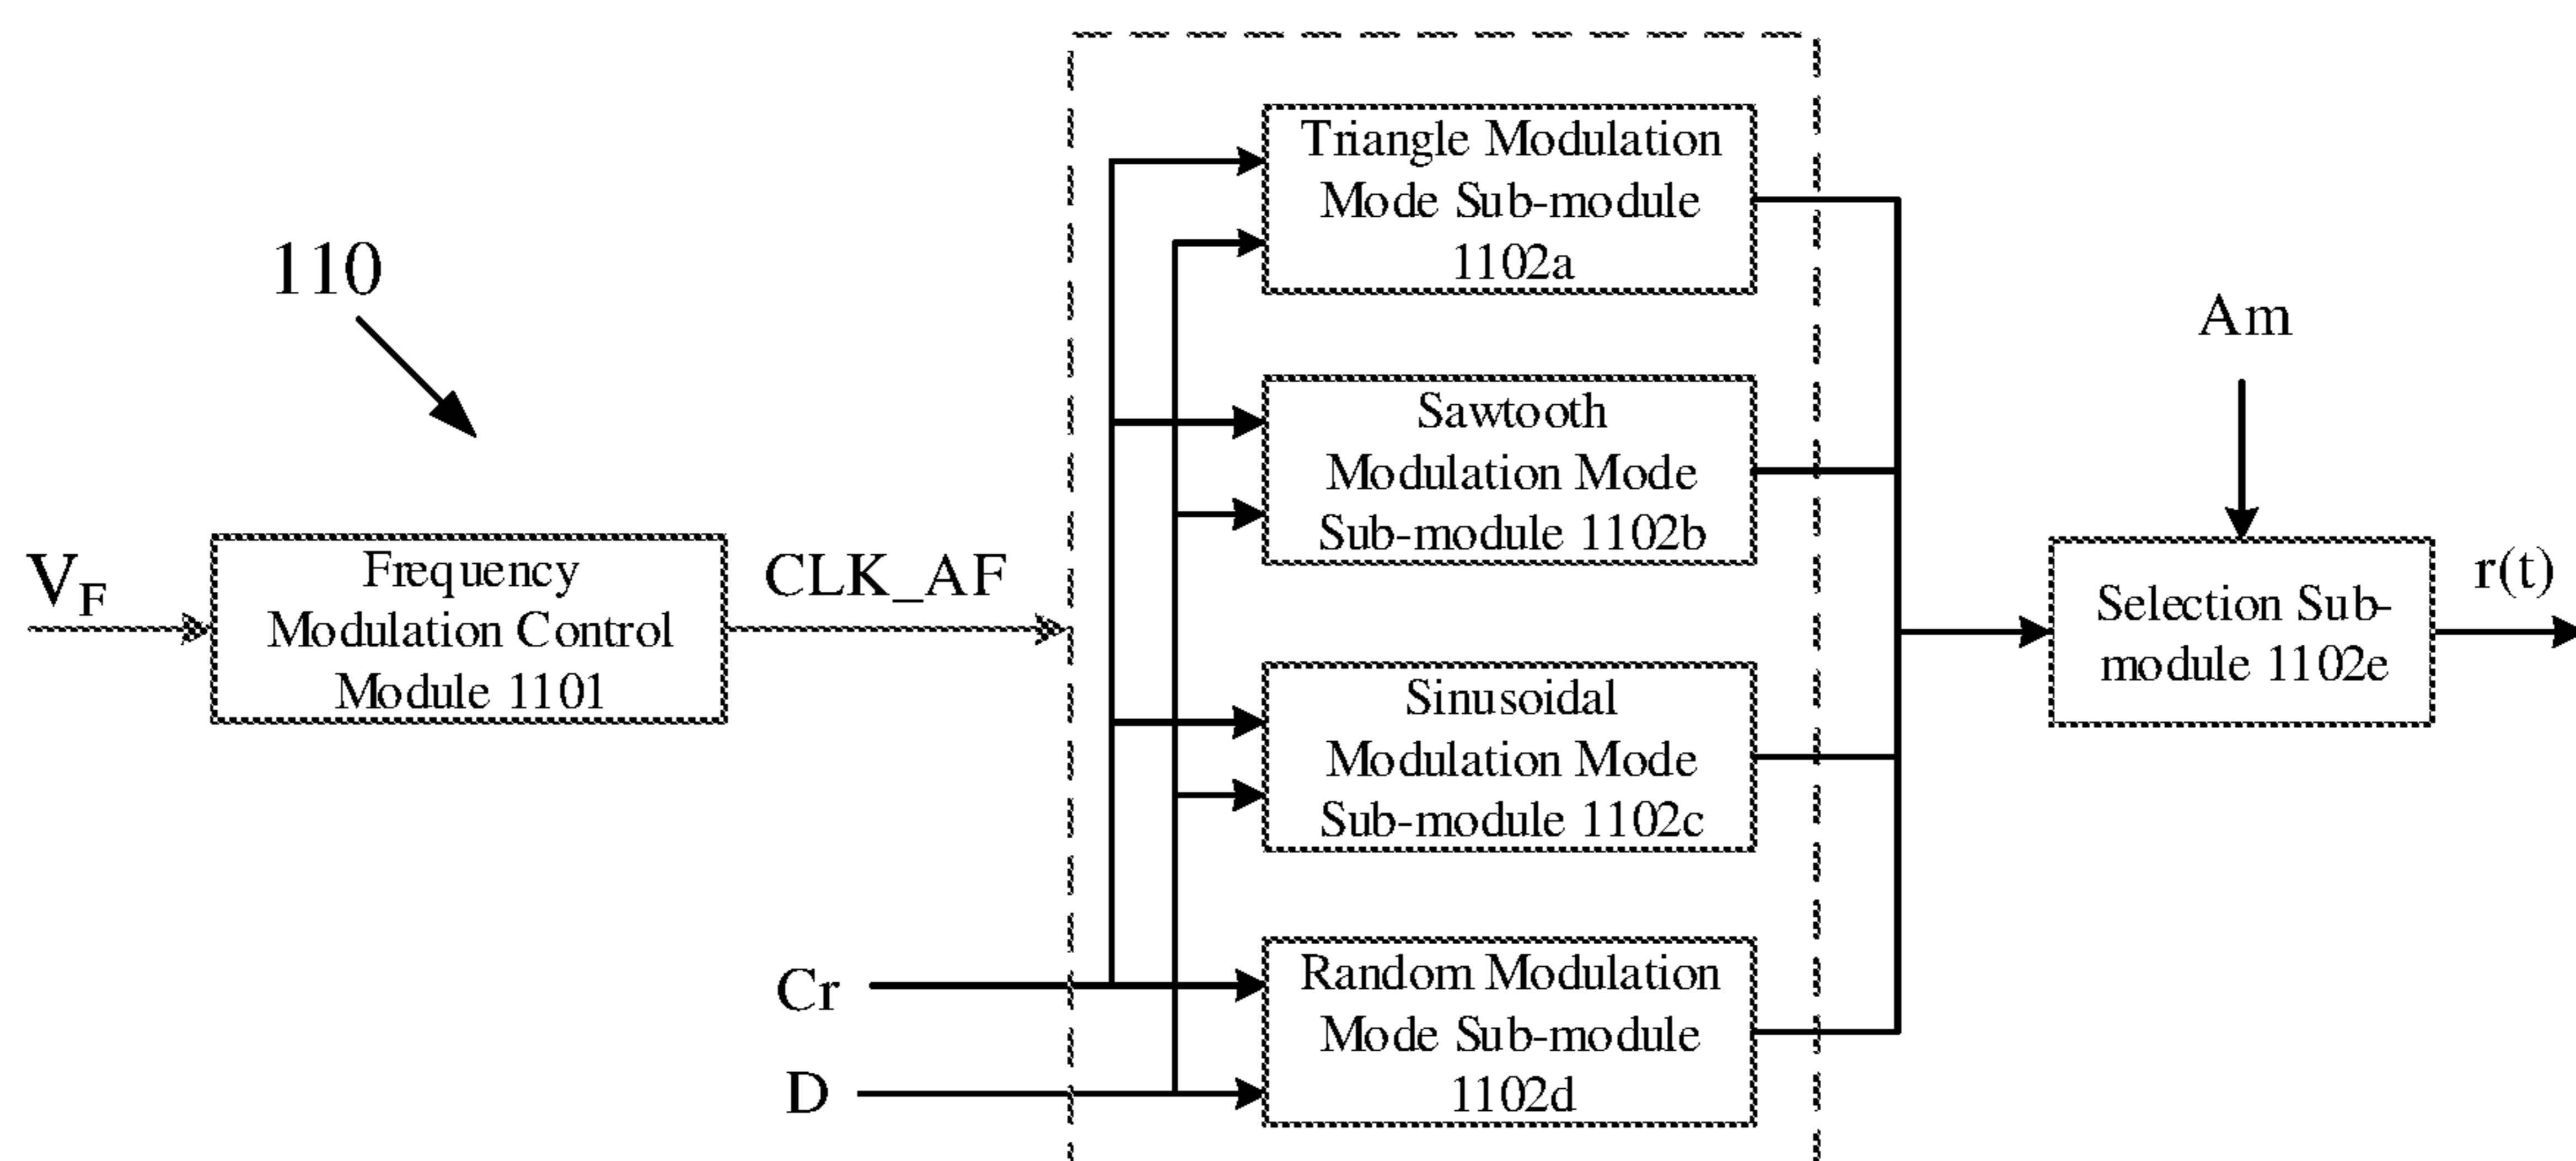 110
V_F
Frequency
Modulation Control
Module 1101
CLK_AF
Cr
D
Triangle Modulation
Mode Sub-module
1102a
Sawtooth
Modulation Mode
Sub-module 1102b
Sinusoidal
Modulation Mode
Sub-module 1102c
Random Modulation
Mode Sub-module
1102d
Am
Selection Sub-
module 1102e
r(t)